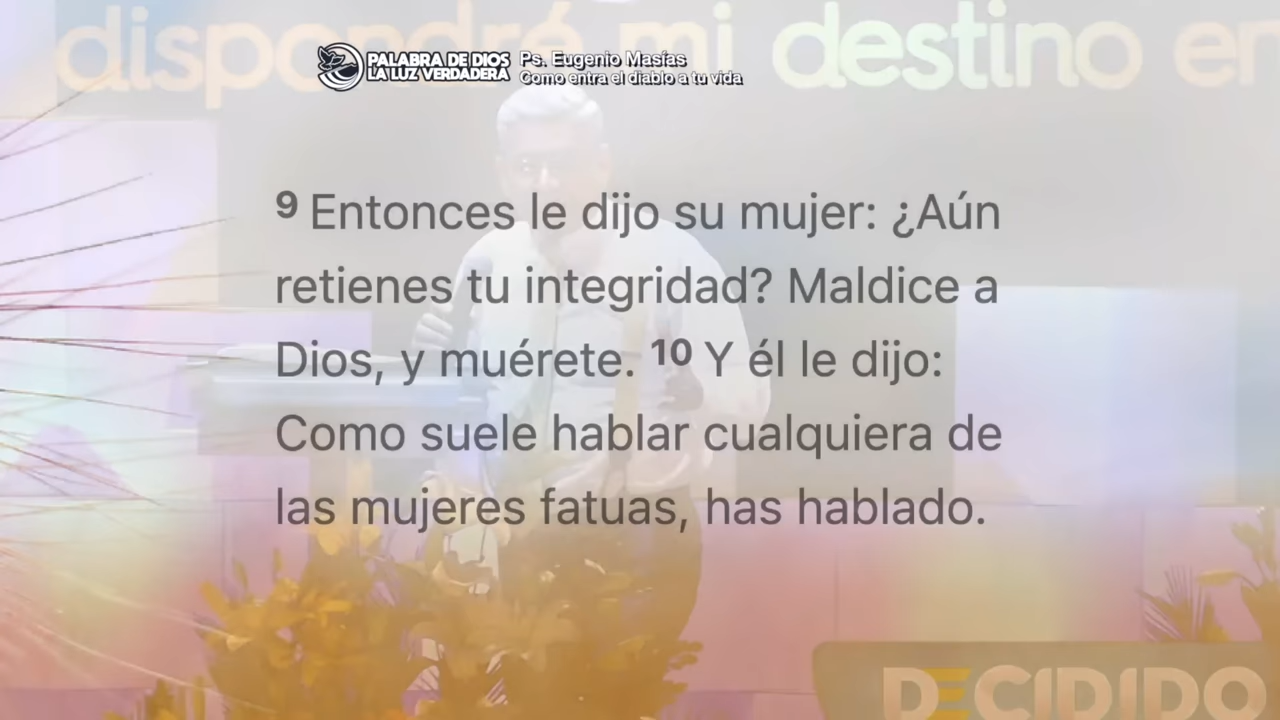 dispondré mi destino en
PALABRA DE DIOS
LA LUZ VERDADERA
Ps. Eugenio Masías
Como entra el diablo a tu vida
9 Entonces le dijo su mujer: ¿Aún
retienes tu integridad? Maldice a
Dios, y muérete. 10 Y él le dijo:
Como suele hablar cualquiera de
las mujeres fatuas, has hablado.
DECIDIDO